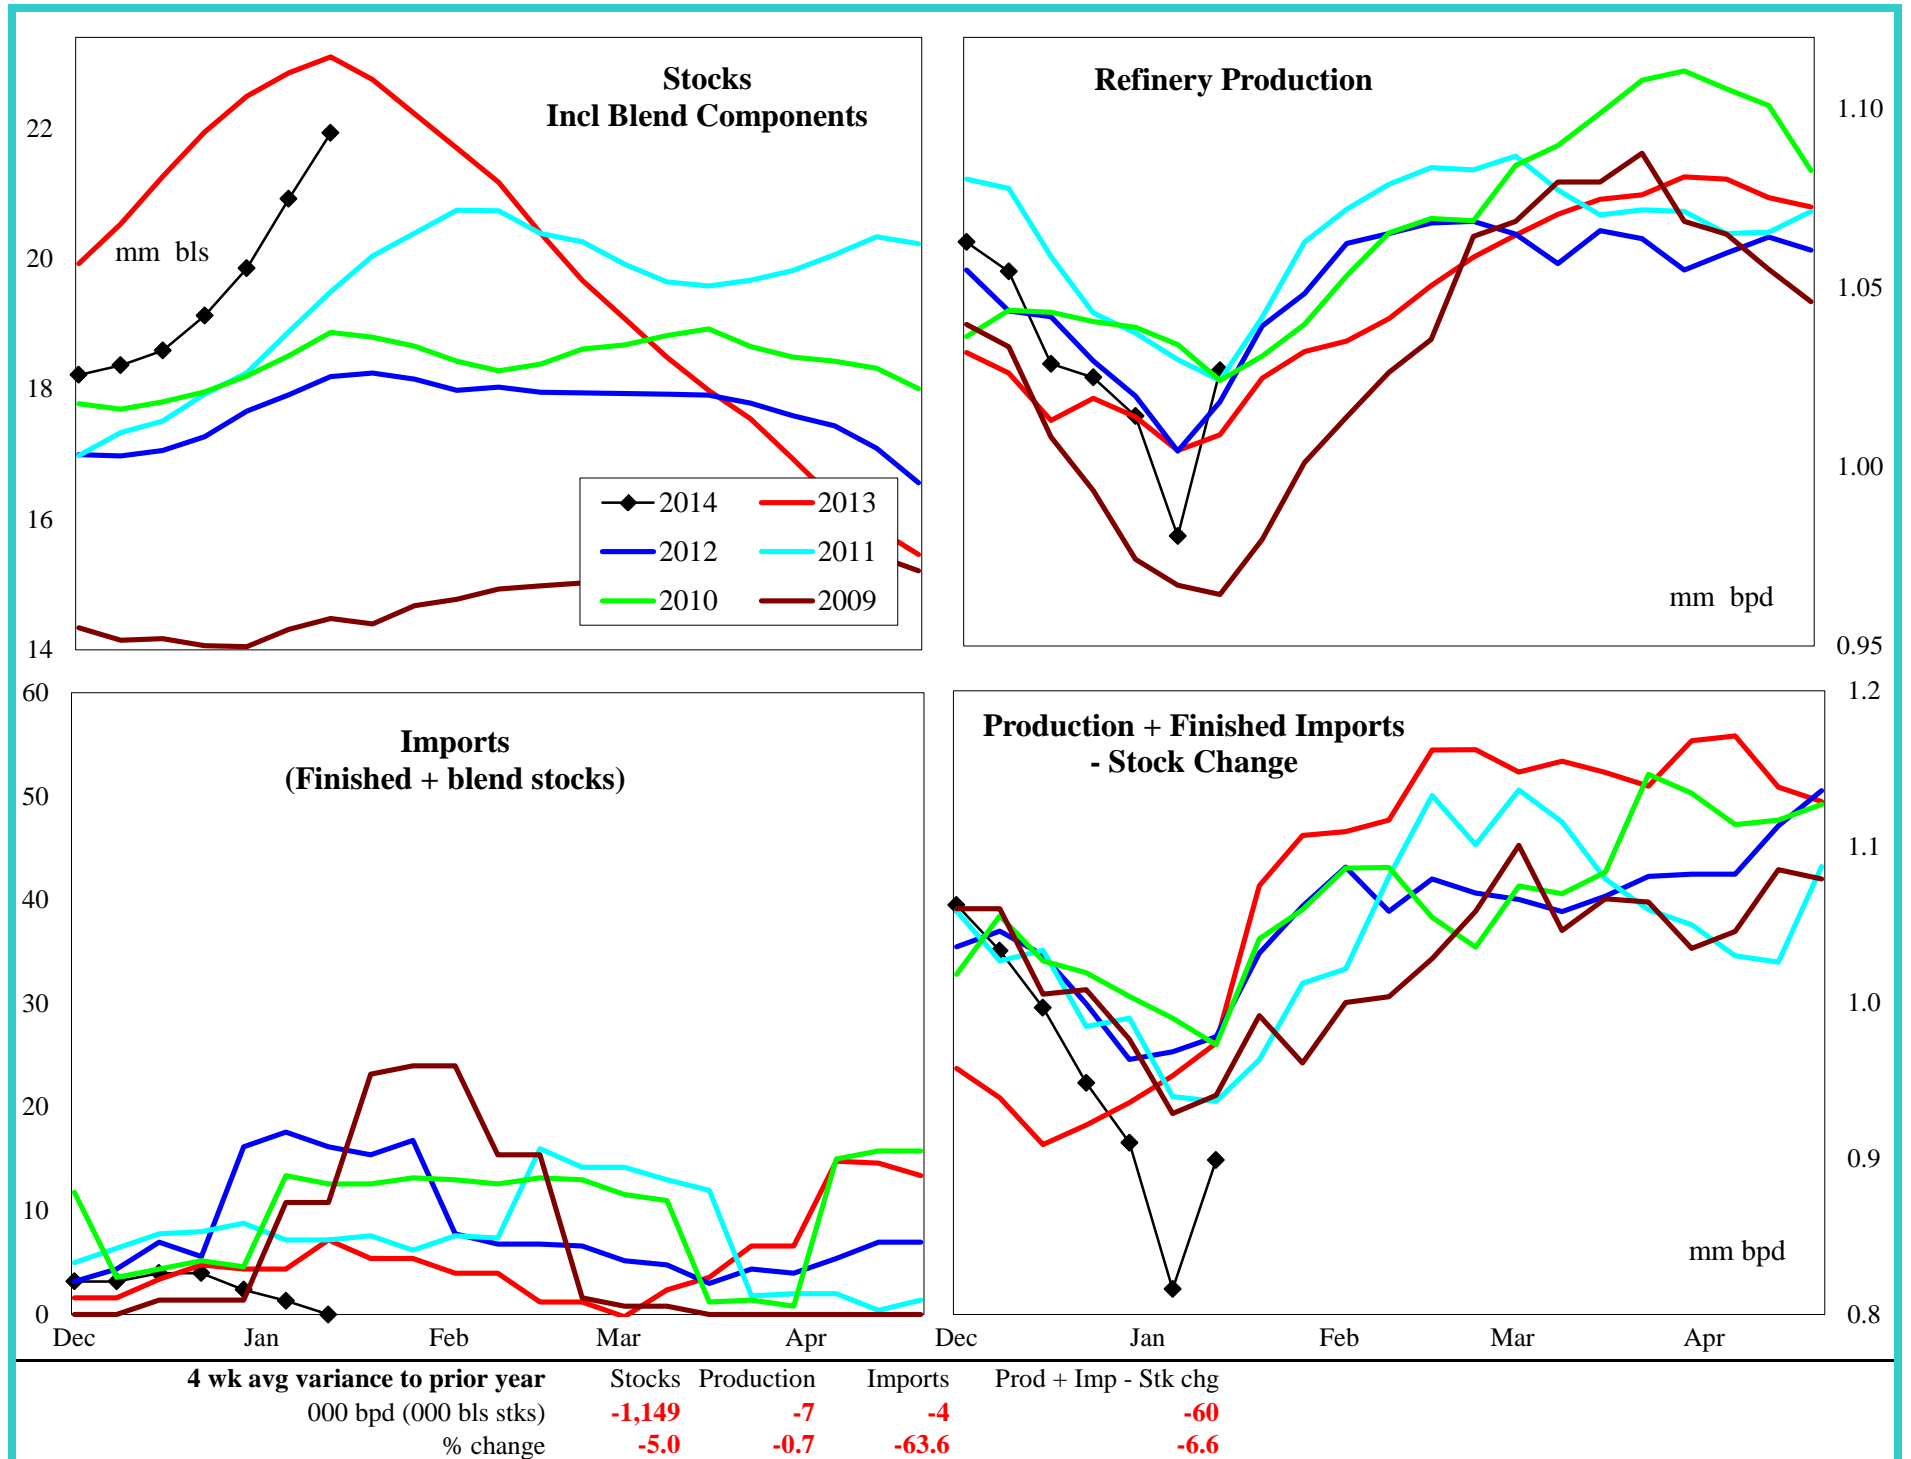 Stocks
Incl Blend Components
mm bls
22
20
18
16
14
2014 2013
2012 2011
2010 2009
Refinery Production
mm bpd
1.10
1.05
1.00
0.95
Imports
(Finished + blend stocks)
60
50
40
30
20
10
0
Dec Jan Feb Mar Apr
Production + Finished Imports
- Stock Change
mm bpd
1.2
1.1
1.0
0.9
0.8
Dec Jan Feb Mar Apr
4 wk avg variance to prior year Stocks Production Imports Prod + Imp - Stk chg
000 bpd (000 bls stks) -1,149 -7 -4 -60
% change -5.0 -0.7 -63.6 -6.6